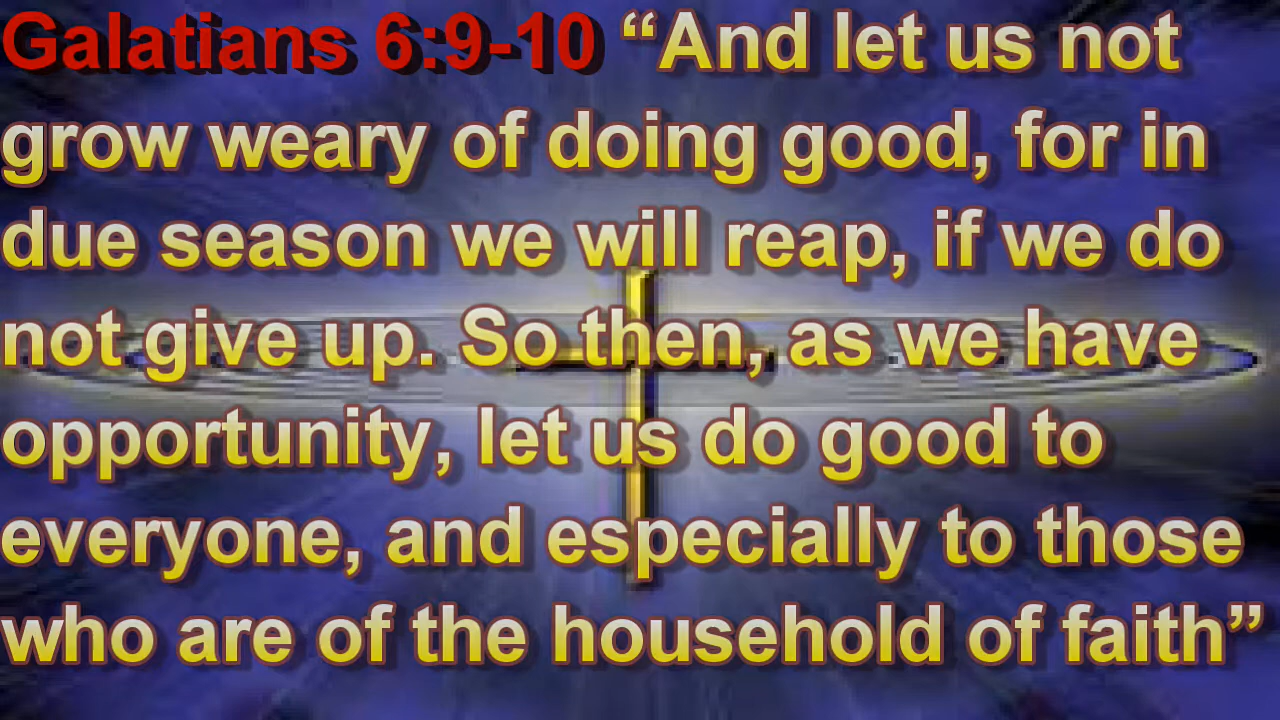 Galatians 6:9-10 “And let us not
grow weary of doing good, for in
due season we will reap, if we do
not give up. So then, as we have
opportunity, let us do good to
everyone, and especially to those
who are of the household of faith”